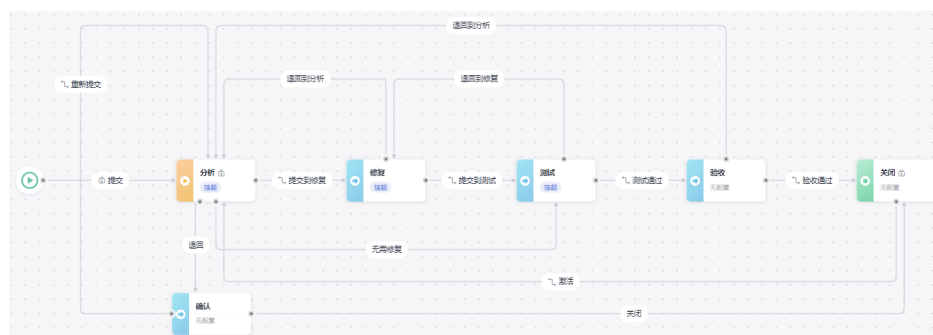 退回到分析
重新提交
退回到分析
退回到修复
提交
分析
挂起
提交到修复
修复
挂起
提交到测试
测试
挂起
测试通过
验收
无配置
验收通过
关闭
无配置
退回
无需修复
激活
确认
无配置
关闭